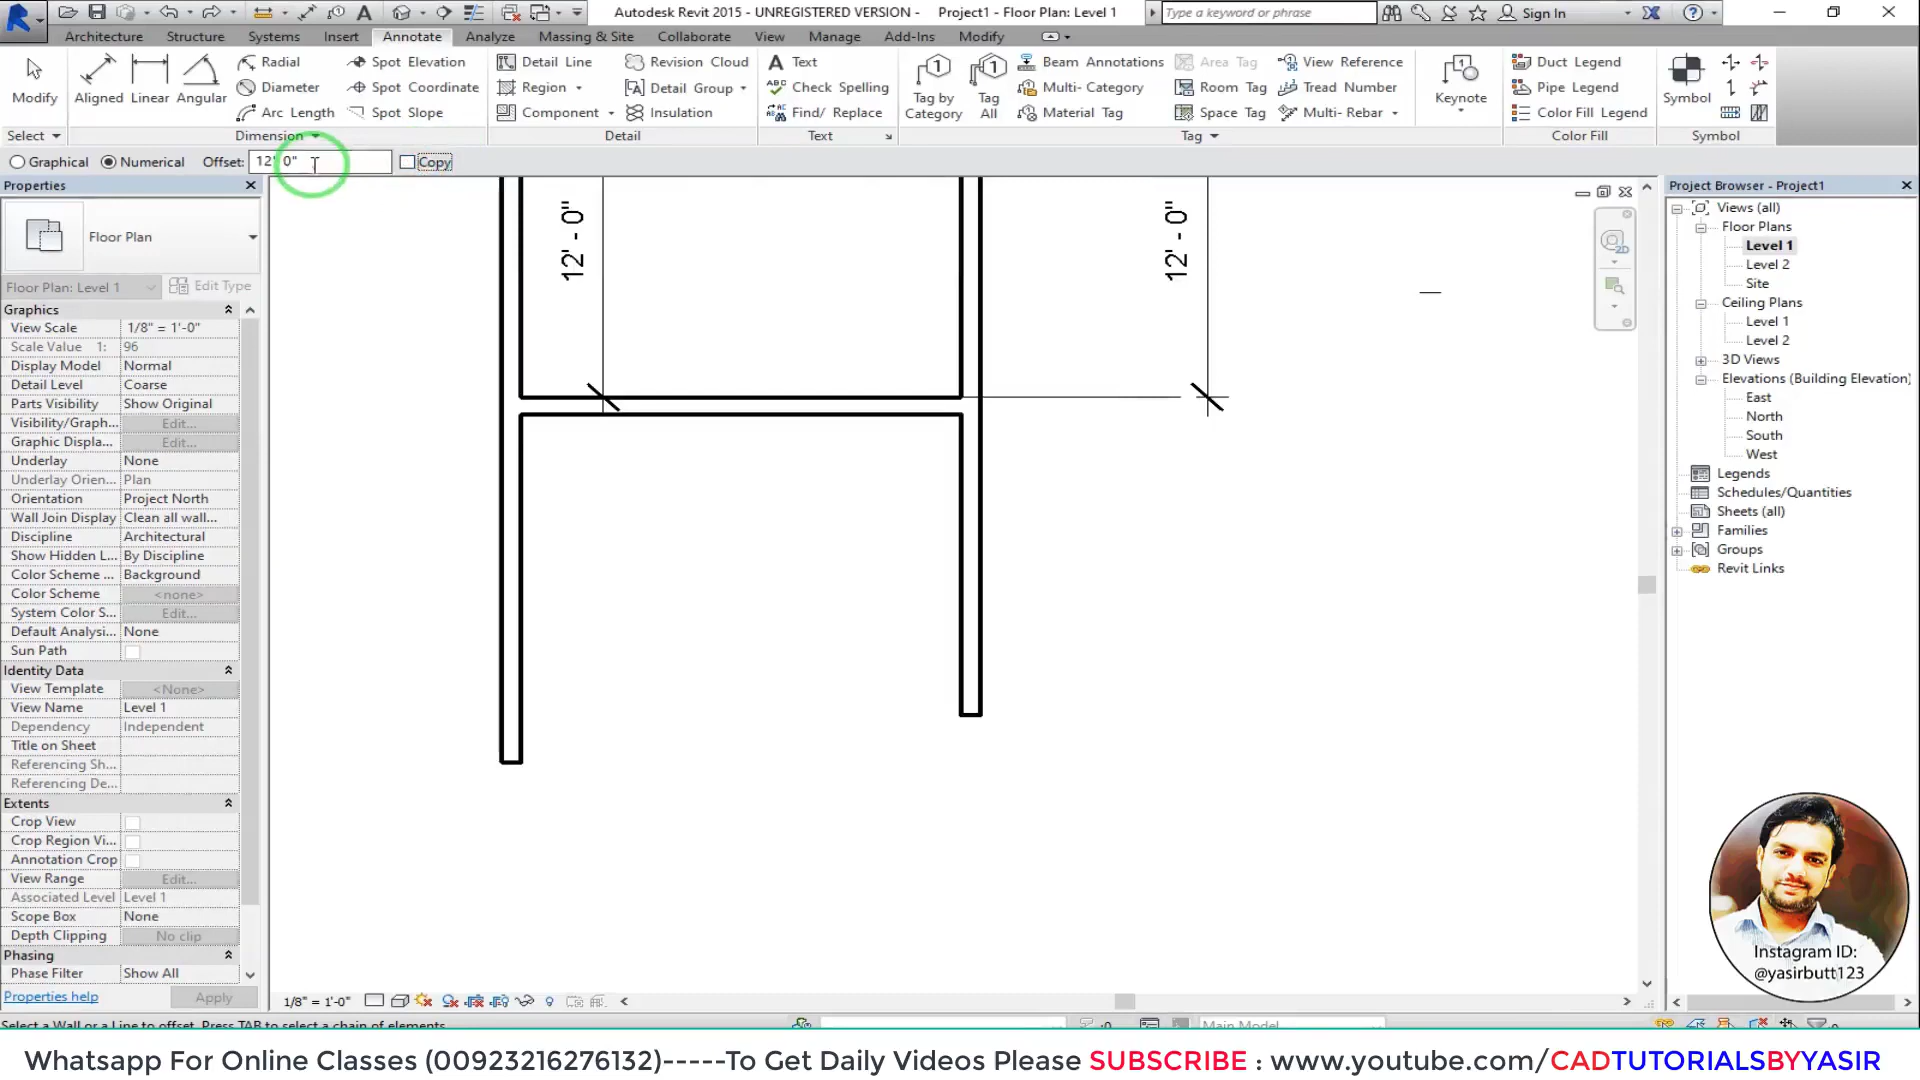 Autodesk Revit 2015 - UNREGISTERED VERSION - Project1 - Floor Plan: Level 1
Type a keyword or phrase
Sign In
Architecture Structure Systems Insert Annotate Analyze Massing & Site Collaborate View Manage Add-Ins Modify
Modify Aligned Linear Angular
Radial Spot Elevation
Diameter Spot Coordinate
Arc Length Spot Slope
Detail Line Revision Cloud
Region Detail Group
Component Insulation
A Text
ABC Check Spelling
Find/ Replace
Tag by Category
Tag All
Beam Annotations Area Tag View Reference
Multi-Category Room Tag Tread Number
Material Tag Space Tag Multi- Rebar
Keynote
Duct Legend
Pipe Legend
Color Fill Legend
Symbol
Select Dimension Detail Text Tag Color Fill Symbol
Graphical Numerical Offset: 12' 0" Copy
Properties
Floor Plan
Floor Plan: Level 1 Edit Type
Graphics
View Scale 1/8" = 1'-0"
Scale Value 1: 96
Display Model Normal
Detail Level Coarse
Parts Visibility Show Original
Visibility/Graph... Edit...
Graphic Displa... Edit...
Underlay None
Underlay Orien... Plan
Orientation Project North
Wall Join Display Clean all wall...
Discipline Architectural
Show Hidden L... By Discipline
Color Scheme ... Background
Color Scheme <none>
System Color S... Edit...
Default Analysi... None
Sun Path
Identity Data
View Template <None>
View Name Level 1
Dependency Independent
Title on Sheet
Referencing Sh...
Referencing De...
Extents
Crop View
Crop Region Vi...
Annotation Crop
View Range Edit...
Associated Level Level 1
Scope Box None
Depth Clipping No clip
Phasing
Phase Filter Show All
Properties help Apply
12' - 0"
12' - 0"
2D
Project Browser - Project1
Views (all)
Floor Plans
Level 1
Level 2
Site
Ceiling Plans
Level 1
Level 2
3D Views
Elevations (Building Elevation)
East
North
South
West
Legends
Schedules/Quantities
Sheets (all)
Families
Groups
Revit Links
Instagram ID:
@yasirbutt123
1/8" = 1'-0"
Select a Wall or a Line to offset. Press TAB to select a chain of elements
:0 Main Model
Whatsapp For Online Classes (00923216276132)-----To Get Daily Videos Please SUBSCRIBE : www.youtube.com/CADTUTORIALSBYYASIR